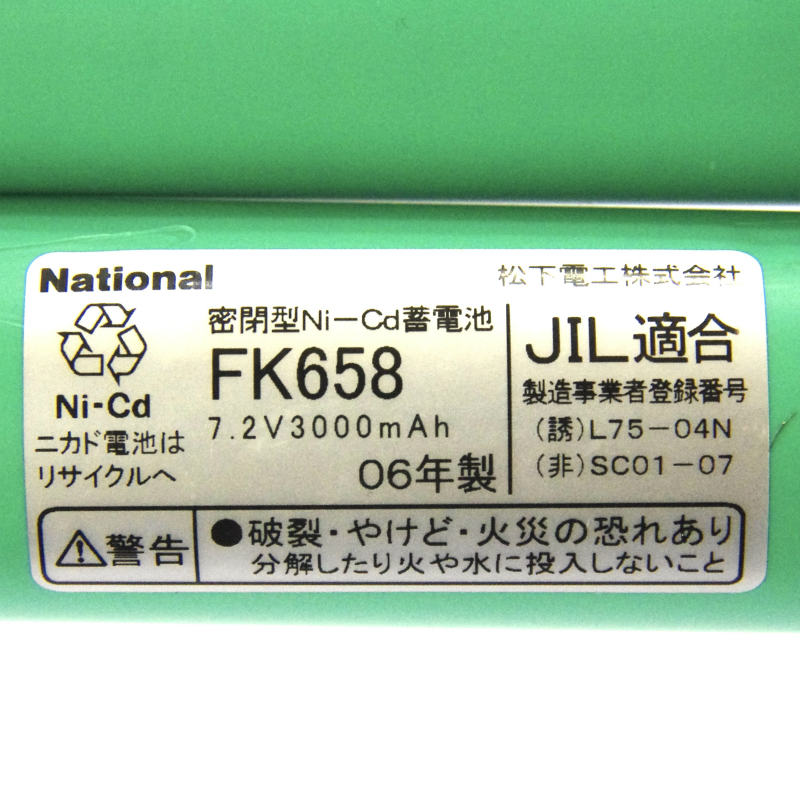 National
松下電工株式会社
密閉型Ni－Cd蓄電池
FK658
7.2V3000mAh
06年製
Ni-Cd
ニカド電池は
リサイクルへ
JIL適合
製造事業者登録番号
(誘)L75－04N
(非)SC01－07
警告
●破裂・やけど・火災の恐れあり
分解したり火や水に投入しないこと